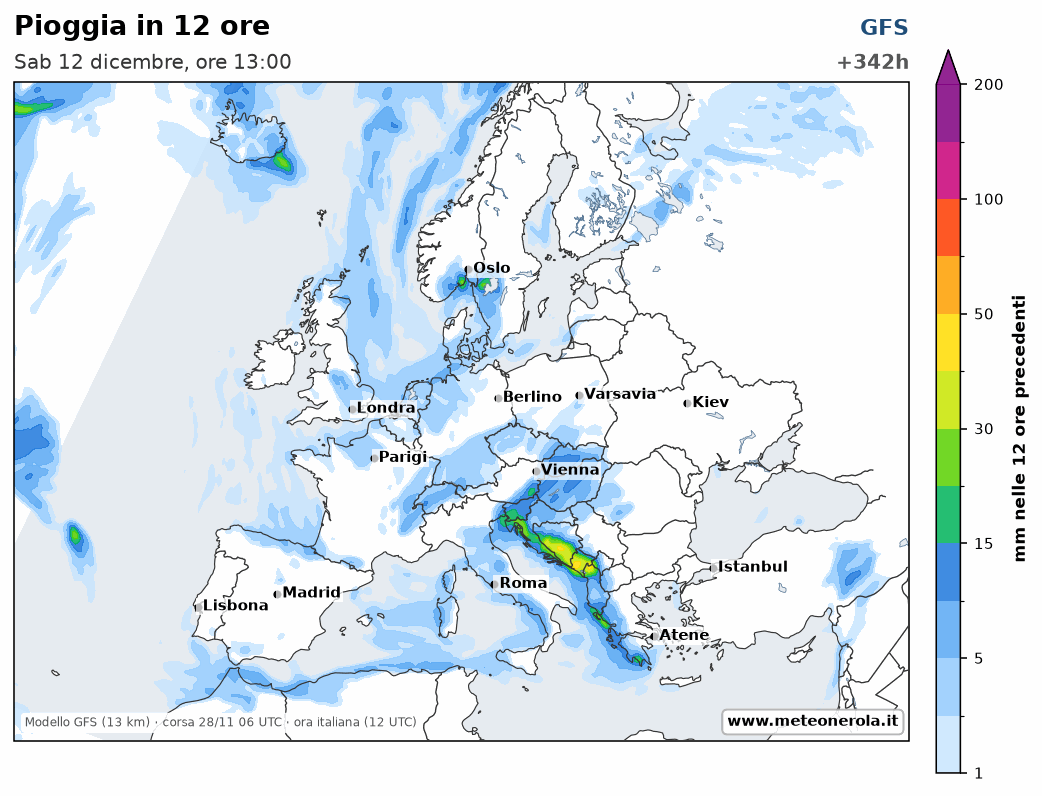 Pioggia in 12 ore
GFS
Sab 12 dicembre, ore 13:00
+342h
Oslo
Londra
Berlino
Varsavia
Kiev
Parigi
Vienna
Istanbul
Roma
Madrid
Lisbona
Atene
Modello GFS (13 km) · corsa 28/11 06 UTC · ora italiana (12 UTC)
www.meteonerola.it
200
100
50
30
15
5
1
mm nelle 12 ore precedenti